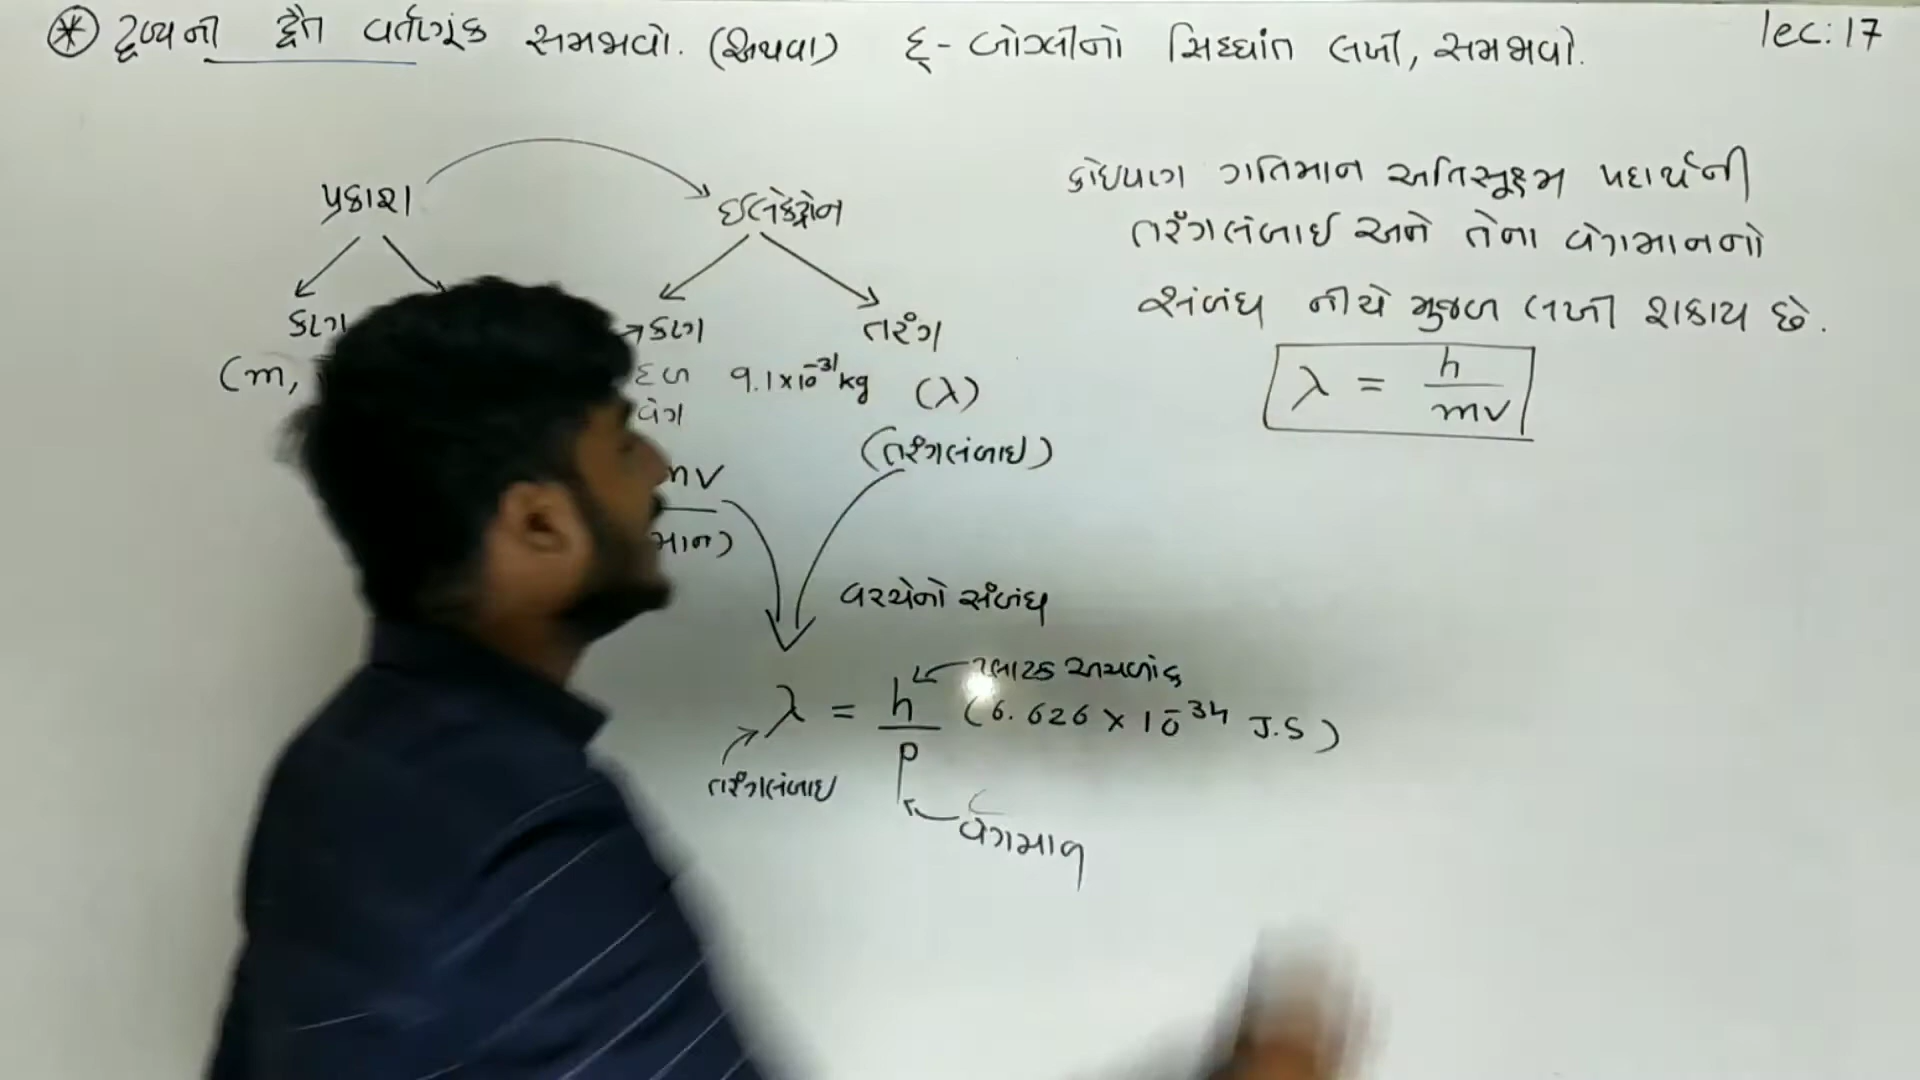 * દ્રવ્યની દ્વૈત વર્તણૂંક સમજાવો. (અથવા) દ્-બ્રોગ્લીનો સિધ્ધાંત લખી, સમજાવો.
lec:17
પ્રકાશ
ઇલેક્ટ્રોન
કણ
→કણ
તરંગ
(m,
દળ 9.1×10⁻³¹ kg (λ)
વેગ
(તરંગલંબાઇ)
mv
માન)
વચ્ચેનો સંબંધ
પ્લાન્ક અચળાંક
λ = h/p (6.626 × 10⁻³⁴ J.S)
તરંગલંબાઇ
વેગમાન
કોઇપણ ગતિમાન અતિસૂક્ષ્મ પદાર્થની
તરંગલંબાઇ અને તેના વેગમાનનો
સંબંધ નીચે મુજબ લખી શકાય છે.
λ = h/mv